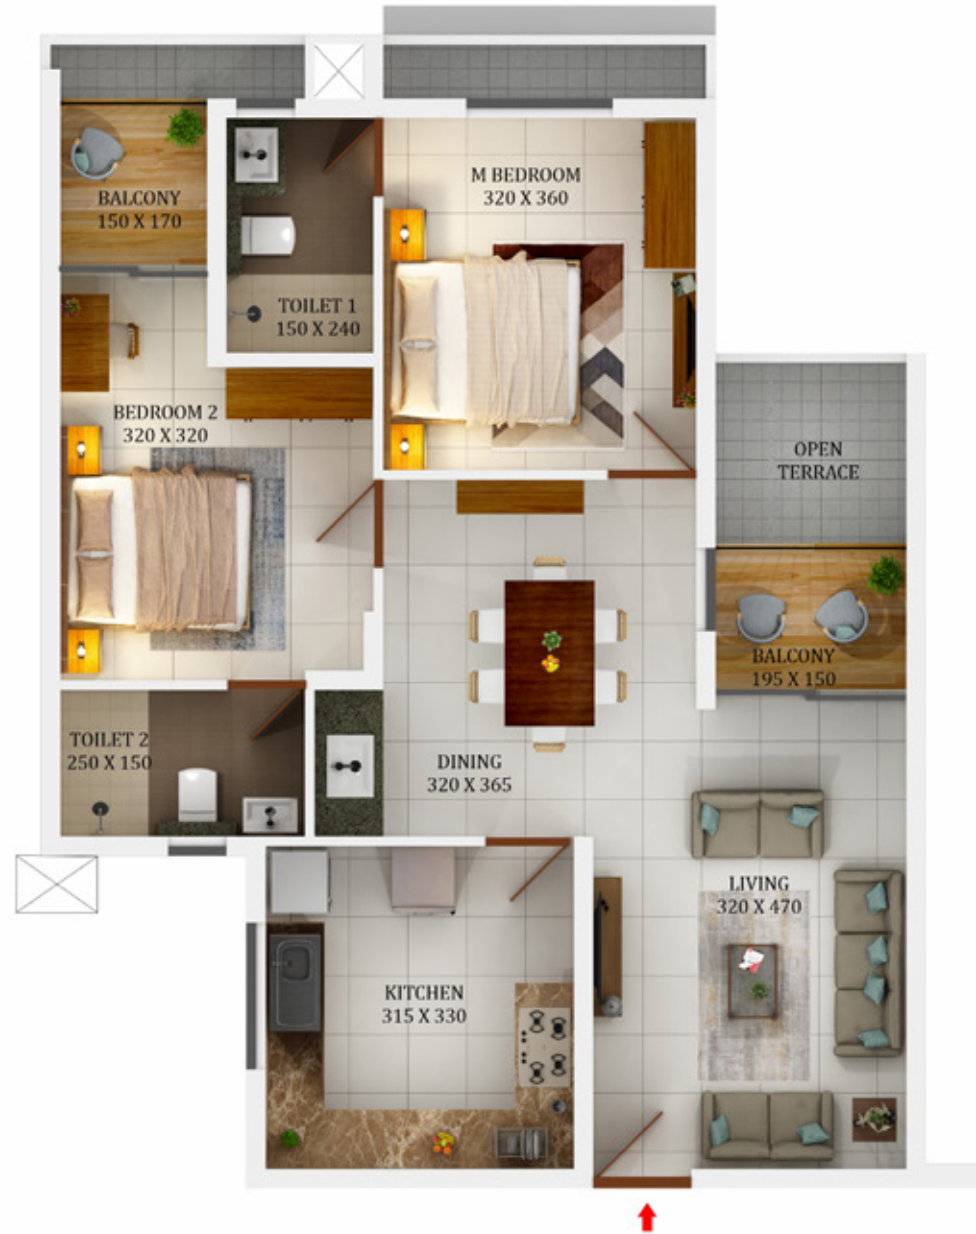 M BEDROOM
320 X 360
BALCONY
150 X 170
TOILET 1
150 X 240
BEDROOM 2
320 X 320
OPEN
TERRACE
BALCONY
195 X 150
TOILET 2
250 X 150
DINING
320 X 365
LIVING
320 X 470
KITCHEN
315 X 330